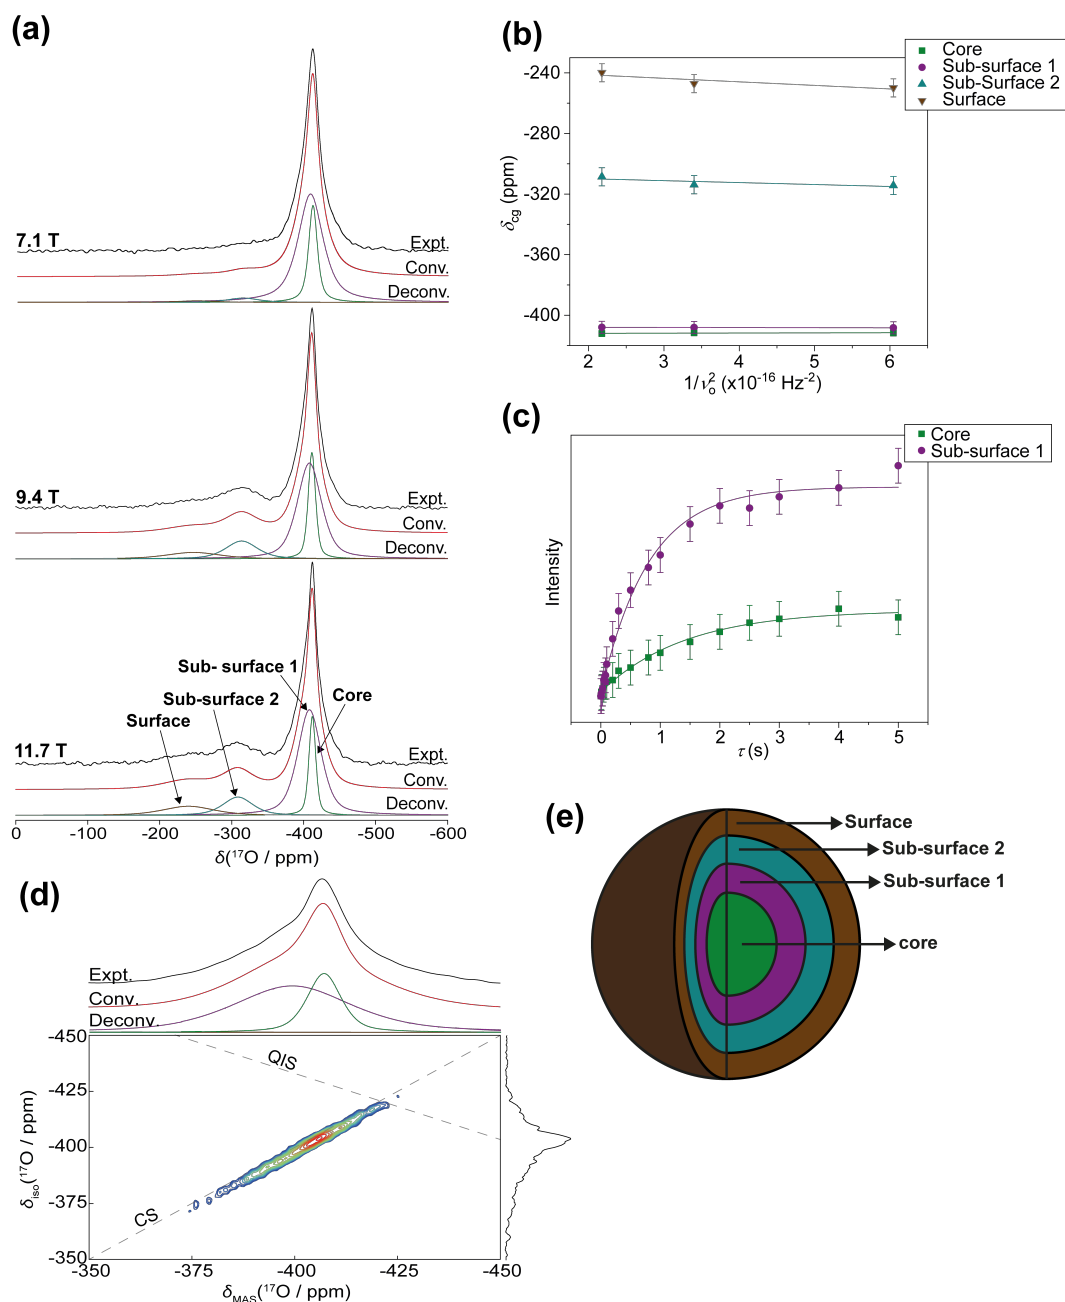 (a)
7.1 T
Expt.
Conv.
Deconv.
9.4 T
Expt.
Conv.
Deconv.
Sub- surface 1
Sub-surface 2
Surface
Core
11.7 T
Expt.
Conv.
Deconv.
0 -100 -200 -300 -400 -500 -600
δ(¹⁷O / ppm)
(b)
Core
Sub-surface 1
Sub-Surface 2
Surface
-240
-280
-320
-360
-400
δcg (ppm)
2 3 4 5 6
1/ν₀² (x10⁻¹⁶ Hz⁻²)
(c)
Core
Sub-surface 1
Intensity
0 1 2 3 4 5
τ (s)
(d)
Expt.
Conv.
Deconv.
-450
-425
-400
-375
-350
δiso(¹⁷O / ppm)
QIS
CS
-350 -375 -400 -425 -450
δMAS(¹⁷O / ppm)
(e)
Surface
Sub-surface 2
Sub-surface 1
core